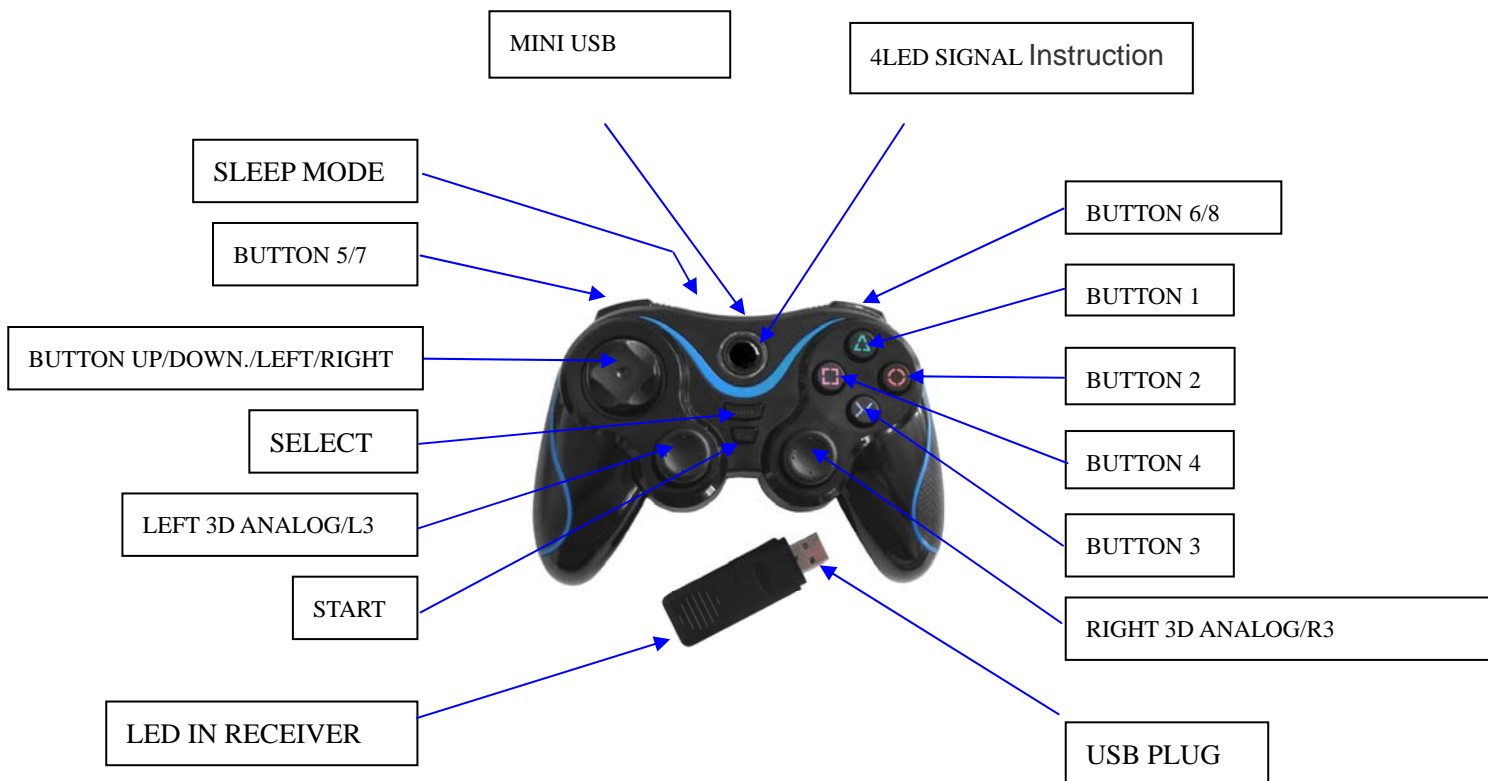 MINI USB
4LED SIGNAL Instruction
SLEEP MODE
BUTTON 6/8
BUTTON 5/7
BUTTON 1
BUTTON UP/DOWN./LEFT/RIGHT
BUTTON 2
SELECT
BUTTON 4
LEFT 3D ANALOG/L3
BUTTON 3
START
RIGHT 3D ANALOG/R3
LED IN RECEIVER
USB PLUG